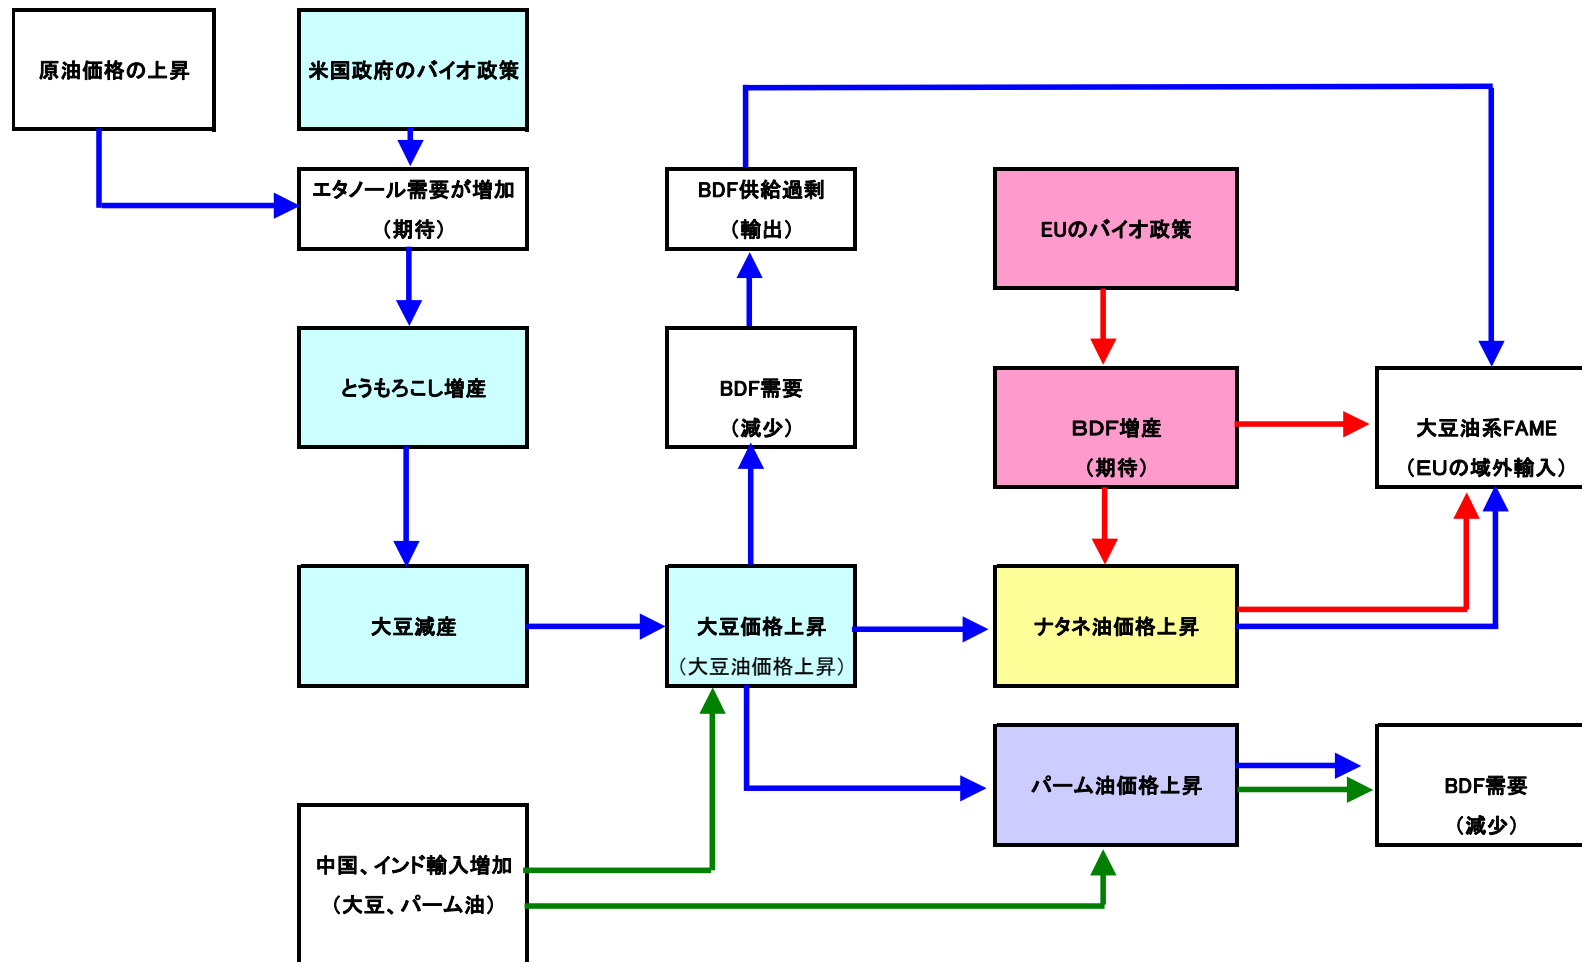 原油価格の上昇
米国政府のバイオ政策
エタノール需要が増加
（期待）
BDF供給過剰
（輸出）
EUのバイオ政策
とうもろこし増産
BDF需要
（減少）
BDF増産
（期待）
大豆油系FAME
（EUの域外輸入）
大豆減産
大豆価格上昇
（大豆油価格上昇）
ナタネ油価格上昇
パーム油価格上昇
BDF需要
（減少）
中国、インド輸入増加
（大豆、パーム油）